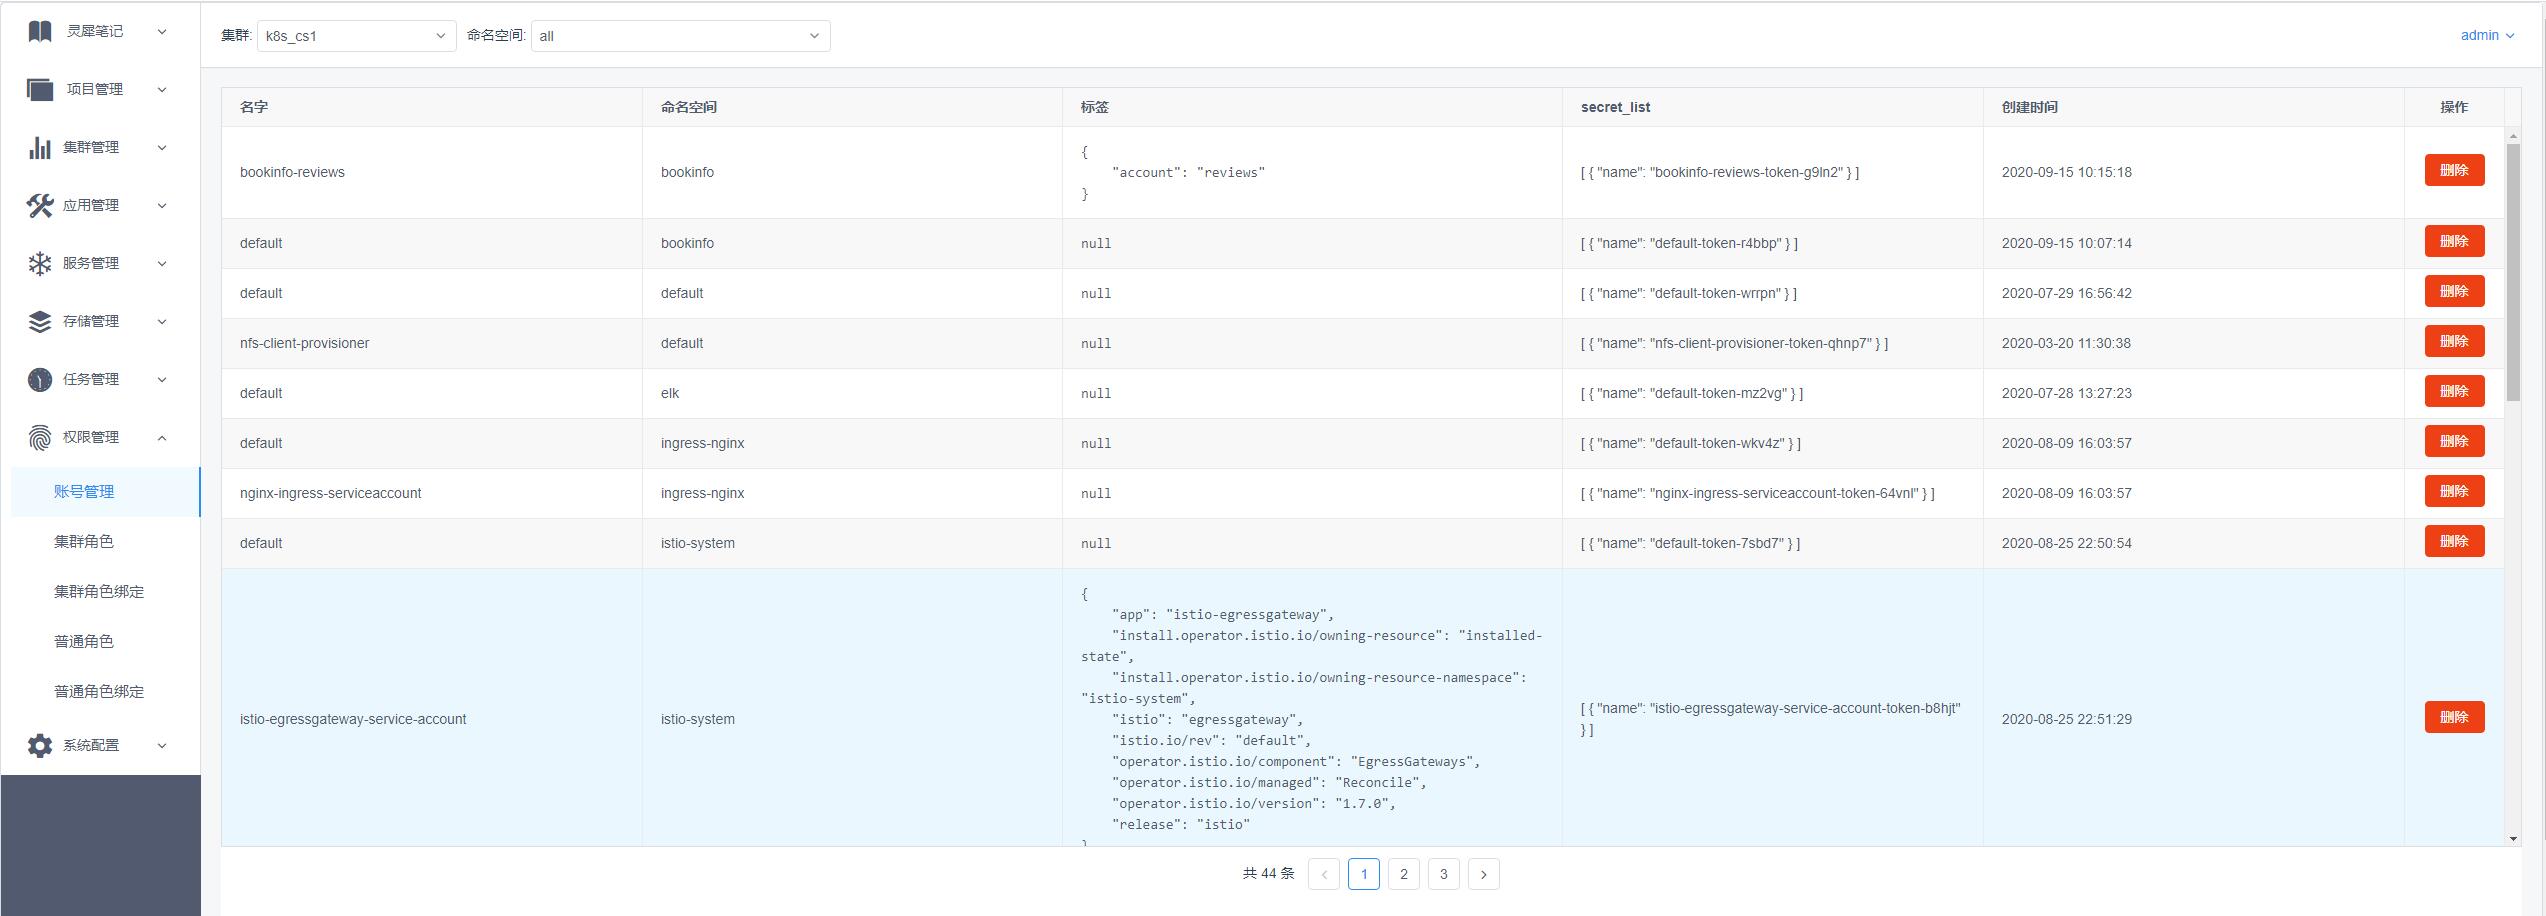 灵犀笔记
项目管理
集群管理
应用管理
服务管理
存储管理
任务管理
权限管理
账号管理
集群角色
集群角色绑定
普通角色
普通角色绑定
系统配置
集群: k8s_cs1 命名空间: all admin
名字 命名空间 标签 secret_list 创建时间 操作
bookinfo-reviews bookinfo {
    "account": "reviews"
} [ { "name": "bookinfo-reviews-token-g9ln2" } ] 2020-09-15 10:15:18 删除
default bookinfo null [ { "name": "default-token-r4bbp" } ] 2020-09-15 10:07:14 删除
default default null [ { "name": "default-token-wrrpn" } ] 2020-07-29 16:56:42 删除
nfs-client-provisioner default null [ { "name": "nfs-client-provisioner-token-qhnp7" } ] 2020-03-20 11:30:38 删除
default elk null [ { "name": "default-token-mz2vg" } ] 2020-07-28 13:27:23 删除
default ingress-nginx null [ { "name": "default-token-wkv4z" } ] 2020-08-09 16:03:57 删除
nginx-ingress-serviceaccount ingress-nginx null [ { "name": "nginx-ingress-serviceaccount-token-64vnl" } ] 2020-08-09 16:03:57 删除
default istio-system null [ { "name": "default-token-7sbd7" } ] 2020-08-25 22:50:54 删除
istio-egressgateway-service-account istio-system {
    "app": "istio-egressgateway",
    "install.operator.istio.io/owning-resource": "installed-
state",
    "install.operator.istio.io/owning-resource-namespace":
"istio-system",
    "istio": "egressgateway",
    "istio.io/rev": "default",
    "operator.istio.io/component": "EgressGateways",
    "operator.istio.io/managed": "Reconcile",
    "operator.istio.io/version": "1.7.0",
    "release": "istio"
}
[ { "name": "istio-egressgateway-service-account-token-b8hjt"
} ] 2020-08-25 22:51:29 删除
共 44 条 1 2 3